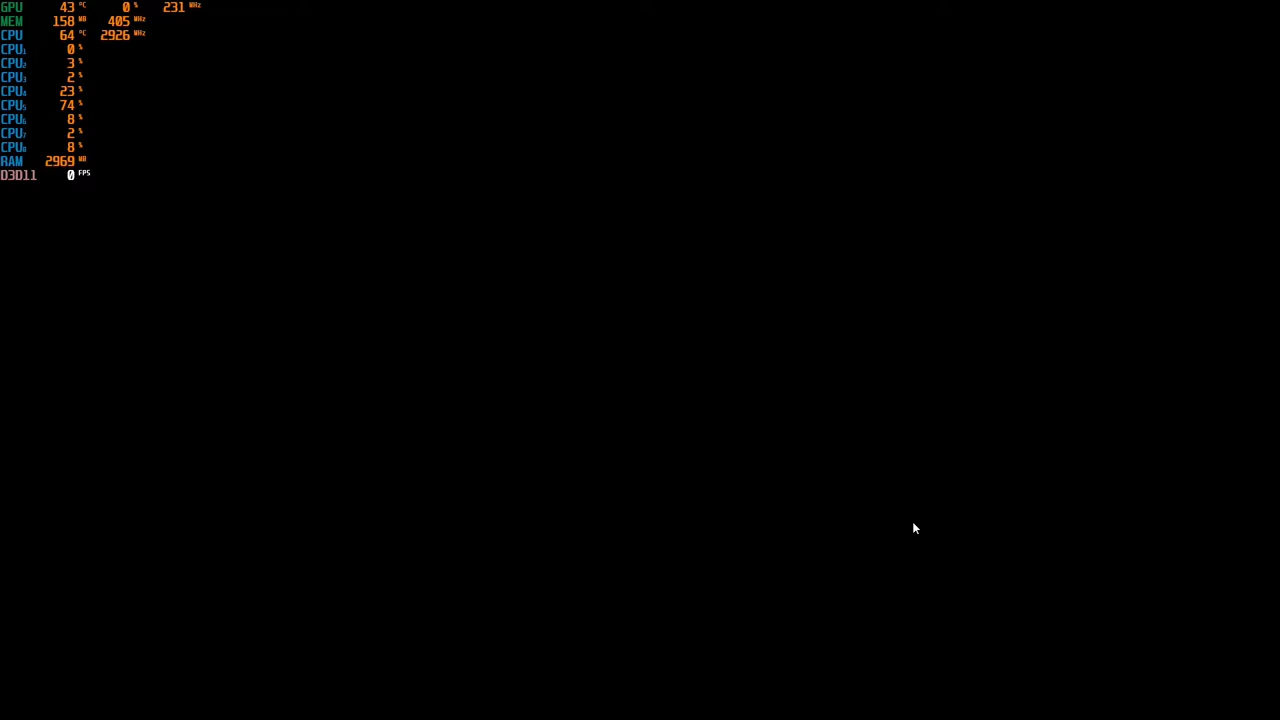 GPU 43 °C 0 % 231 MHz
MEM 158 MB 405 MHz
CPU 64 °C 2926 MHz
CPU1 0 %
CPU2 3 %
CPU3 2 %
CPU4 23 %
CPU5 74 %
CPU6 8 %
CPU7 2 %
CPU8 8 %
RAM 2969 MB
D3D11 0 FPS